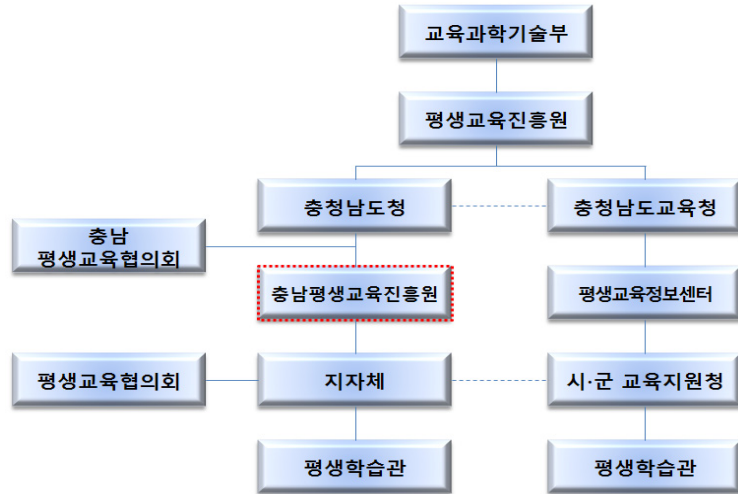 교육과학기술부
평생교육진흥원
충청남도청
충청남도교육청
충남
평생교육협의회
충남평생교육진흥원
평생교육정보센터
평생교육협의회
지자체
시·군 교육지원청
평생학습관
평생학습관